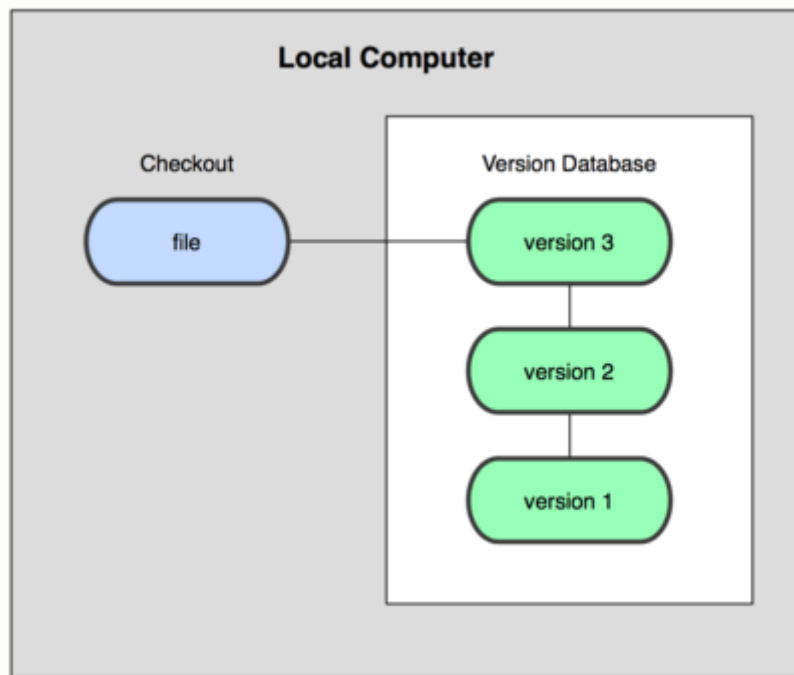 Local Computer
Checkout
Version Database
file
version 3
version 2
version 1